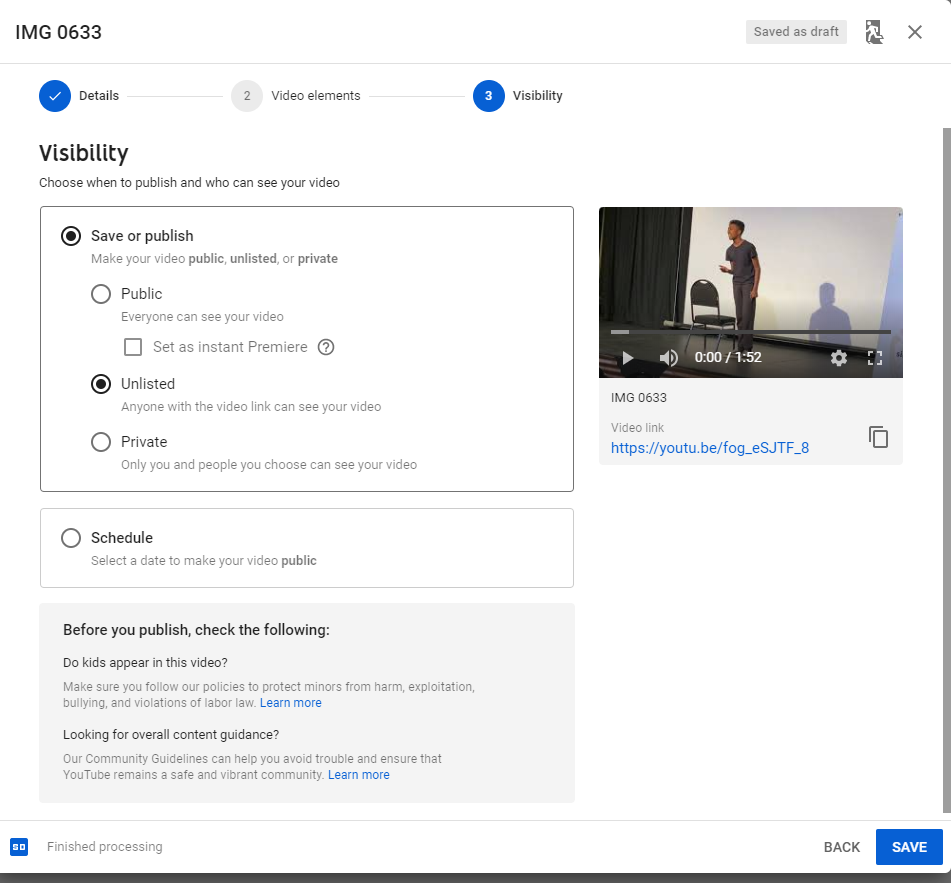 IMG 0633
Saved as draft
Details
2
Video elements
3
Visibility
Visibility
Choose when to publish and who can see your video
Save or publish
Make your video public, unlisted, or private
Public
Everyone can see your video
Set as instant Premiere ?
Unlisted
Anyone with the video link can see your video
Private
Only you and people you choose can see your video
0:00 / 1:52
IMG 0633
Video link
https://youtu.be/fog_eSJTF_8
Schedule
Select a date to make your video public
Before you publish, check the following:
Do kids appear in this video?
Make sure you follow our policies to protect minors from harm, exploitation,
bullying, and violations of labor law. Learn more
Looking for overall content guidance?
Our Community Guidelines can help you avoid trouble and ensure that
YouTube remains a safe and vibrant community. Learn more
SD
Finished processing
BACK
SAVE